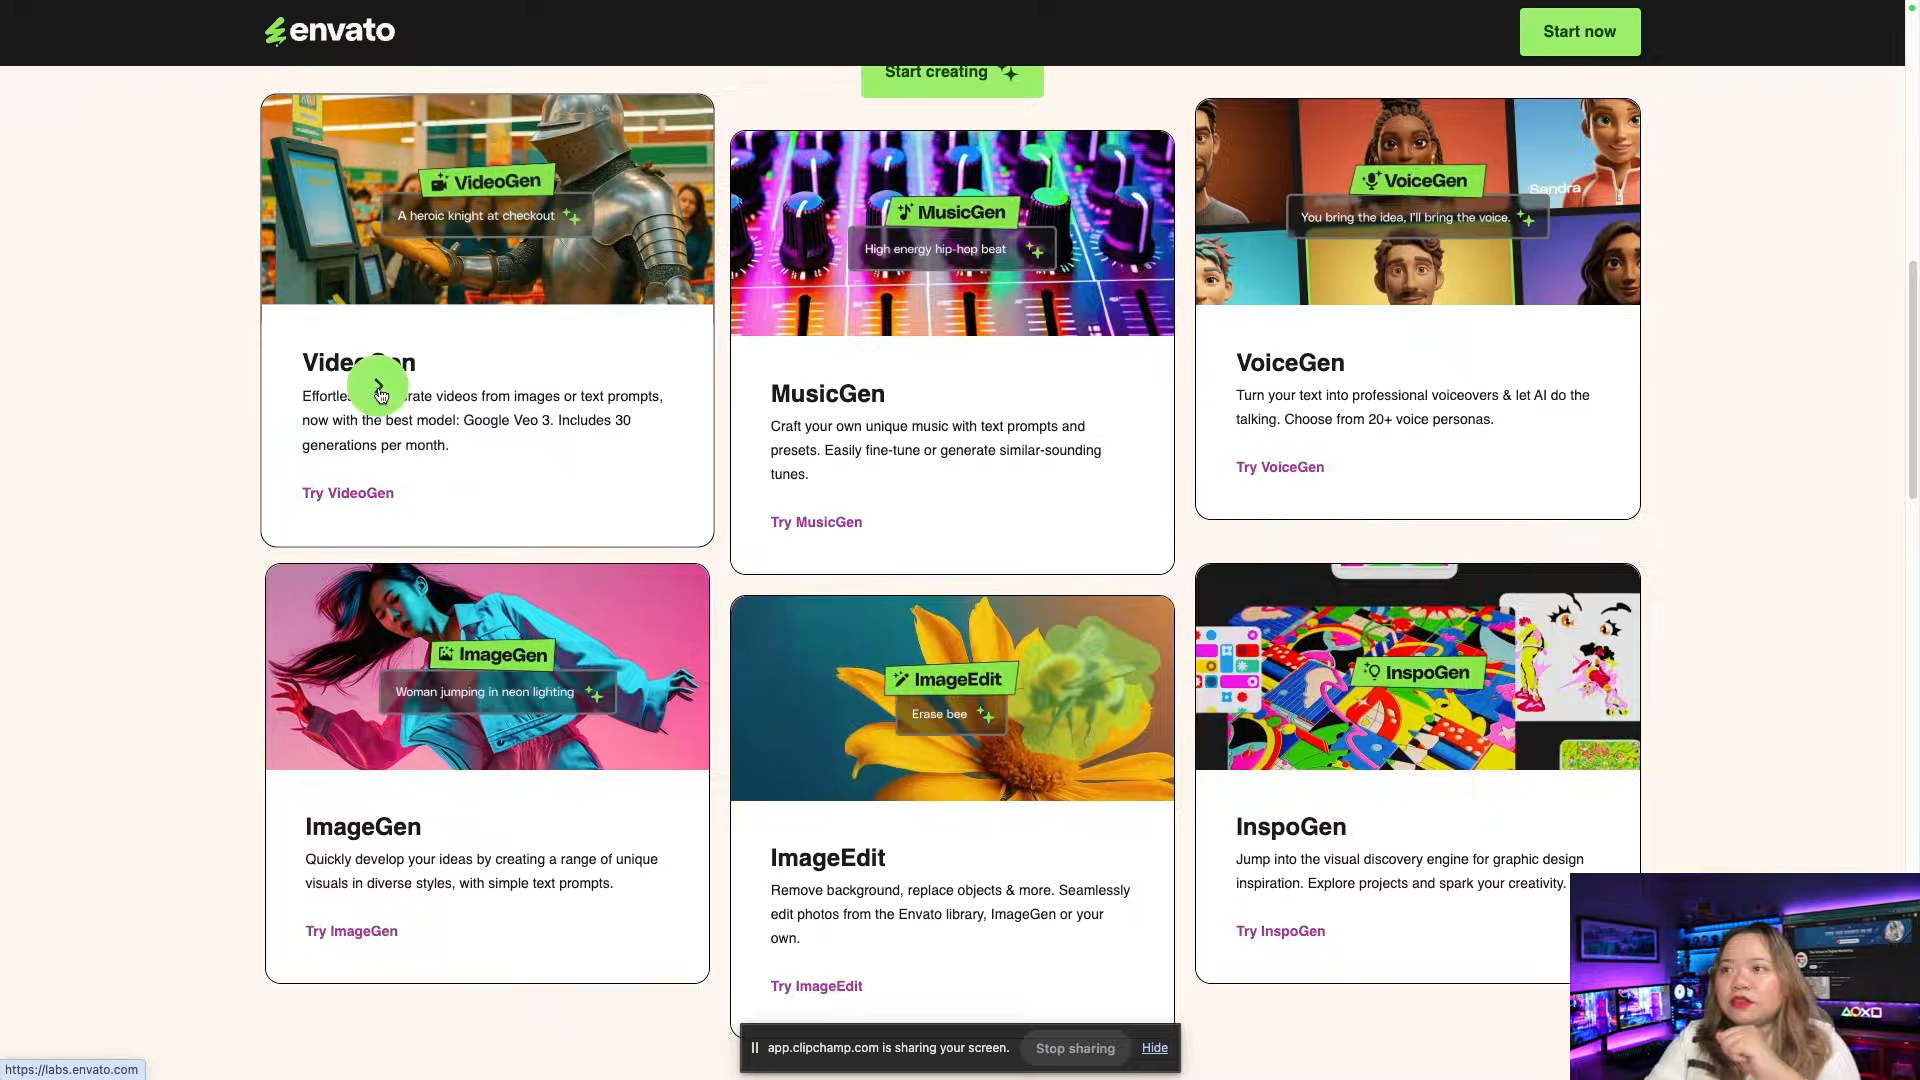 envato
Start now
Start creating
VideoGen
A heroic knight at checkout
VideoGen
now with the best model: Google Veo 3. Includes 30
generations per month.
Try VideoGen
MusicGen
High energy hip-hop beat
MusicGen
Craft your own unique music with text prompts and
presets. Easily fine-tune or generate similar-sounding
tunes.
Try MusicGen
Sandra
VoiceGen
You bring the idea, I'll bring the voice.
VoiceGen
Turn your text into professional voiceovers & let AI do the
talking. Choose from 20+ voice personas.
Try VoiceGen
ImageGen
Woman jumping in neon lighting
ImageGen
Quickly develop your ideas by creating a range of unique
visuals in diverse styles, with simple text prompts.
Try ImageGen
ImageEdit
Erase bee
ImageEdit
Remove background, replace objects & more. Seamlessly
edit photos from the Envato library, ImageGen or your
own.
Try ImageEdit
InspoGen
InspoGen
Jump into the visual discovery engine for graphic design
inspiration. Explore projects and spark your creativity.
Try InspoGen
app.clipchamp.com is sharing your screen.
Stop sharing
Hide
https://labs.envato.com